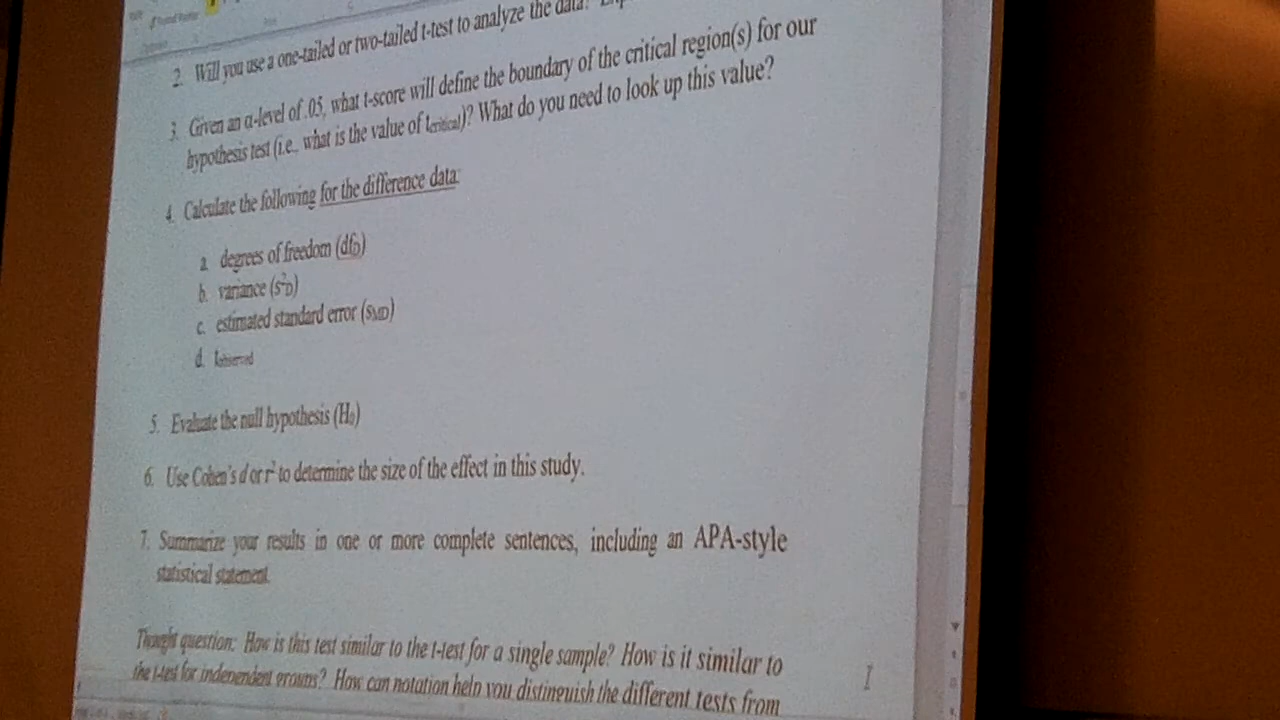 2. Will you use a one-tailed or two-tailed t-test to analyze the data?
3. Given an α-level of .05, what t-score will define the boundary of the critical region(s) for our
hypothesis test (i.e., what is the value of tcritical)? What do you need to look up this value?
4. Calculate the following for the difference data:
a. degrees of freedom (dfD)
b. variance (s²D)
c. estimated standard error (sMD)
d. tobserved
5. Evaluate the null hypothesis (H₀)
6. Use Cohen's d or r² to determine the size of the effect in this study.
7. Summarize your results in one or more complete sentences, including an APA-style
statistical statement.
Thought question: How is this test similar to the t-test for a single sample? How is it similar to
the t-test for independent groups? How can notation help you distinguish the different tests from